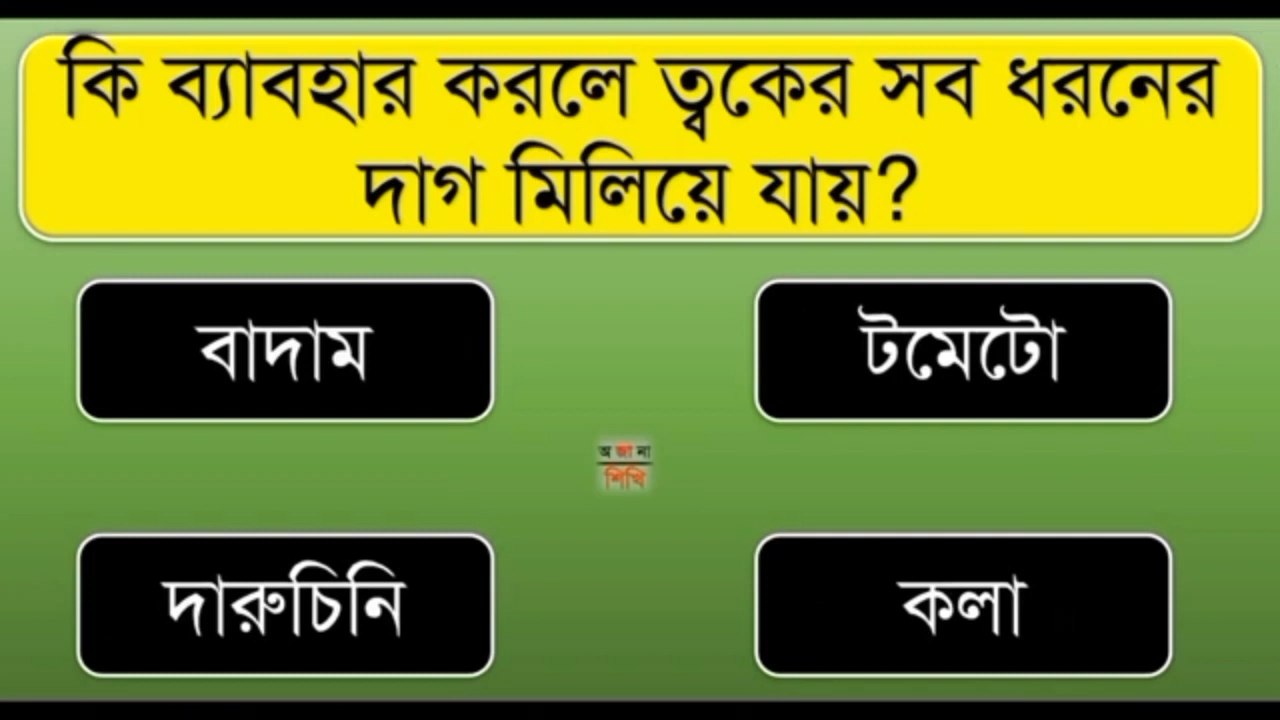 কি ব্যাবহার করলে ত্বকের সব ধরনের
দাগ মিলিয়ে যায়?
বাদাম
টমেটো
অজানা
শিখি
দারুচিনি
কলা